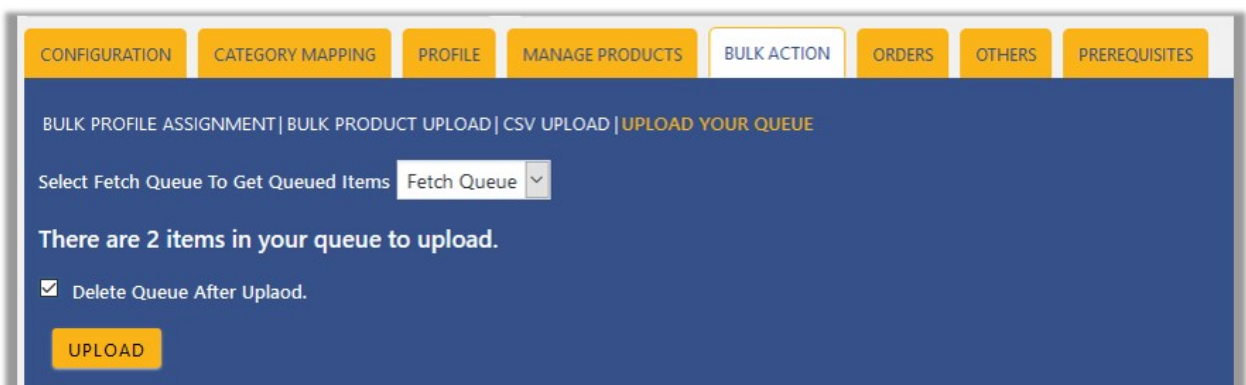 CONFIGURATION CATEGORY MAPPING PROFILE MANAGE PRODUCTS BULK ACTION ORDERS OTHERS PREREQUISITES
BULK PROFILE ASSIGNMENT | BULK PRODUCT UPLOAD | CSV UPLOAD | UPLOAD YOUR QUEUE
Select Fetch Queue To Get Queued Items Fetch Queue
There are 2 items in your queue to upload.
Delete Queue After Uplaod.
UPLOAD